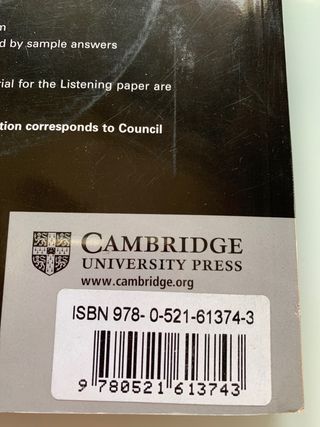 m
d by sample answers
rial for the Listening paper are
tion corresponds to Council
CAMBRIDGE
UNIVERSITY PRESS
www.cambridge.org
ISBN 978- 0-521-61374-3
9 780521 613743